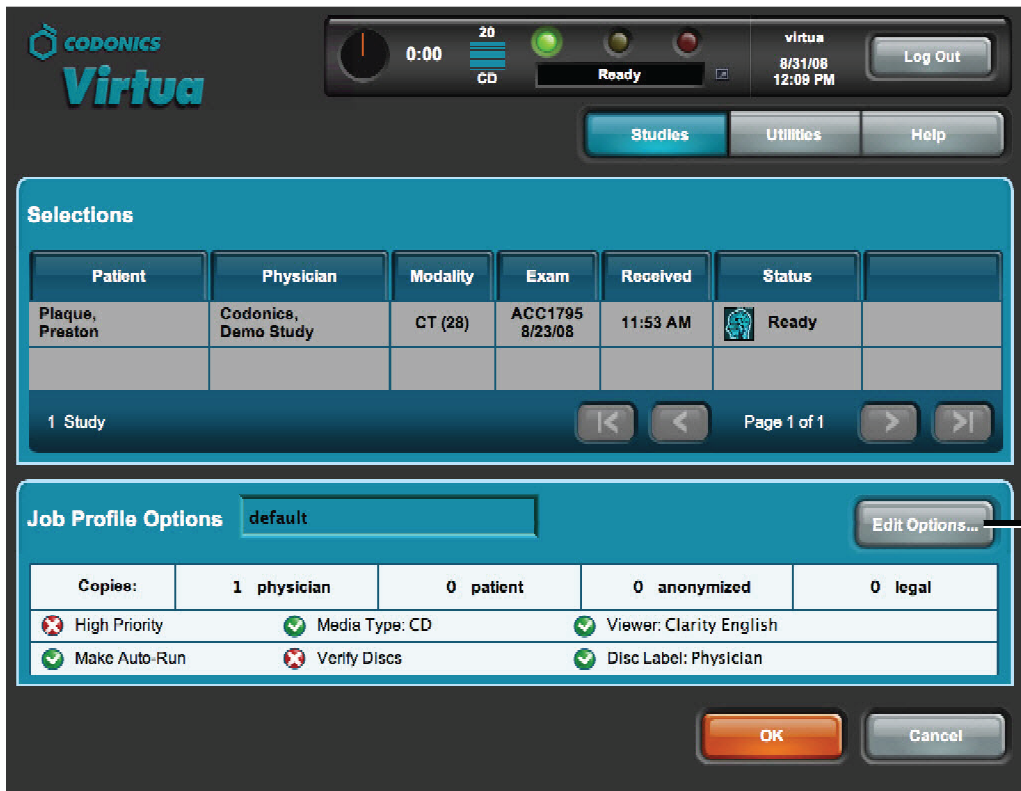 CODONICS
Virtua
0:00
20
CD
Ready
virtua
8/31/08
12:09 PM
Log Out
Studies Utilities Help
Selections
Patient Physician Modality Exam Received Status
Plaque, Preston Codonics, Demo Study CT (28) ACC1795 8/23/08 11:53 AM Ready
1 Study Page 1 of 1
Job Profile Options default Edit Options...
Copies: 1 physician 0 patient 0 anonymized 0 legal
High Priority Media Type: CD Viewer: Clarity English
Make Auto-Run Verify Discs Disc Label: Physician
OK Cancel